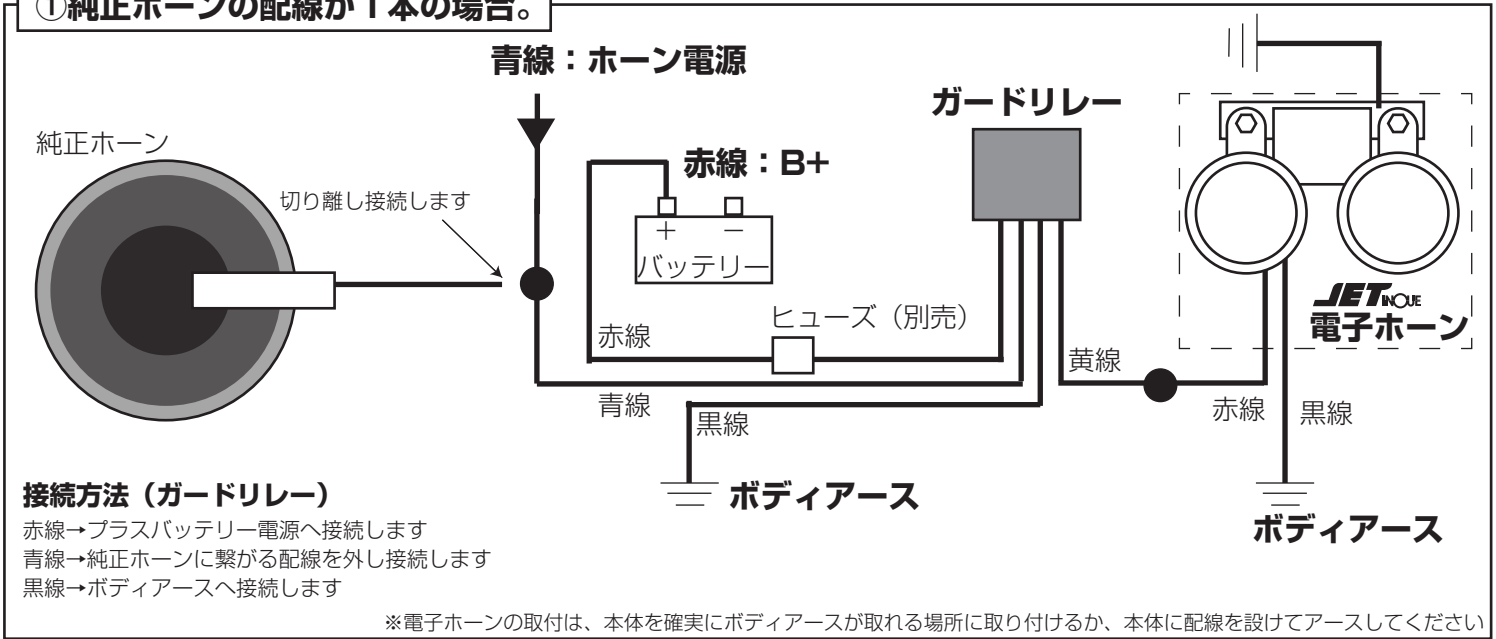 ①純正ホーンの配線が1本の場合。
青線：ホーン電源
ガードリレー
純正ホーン
赤線：B+
切り離し接続します
＋ －
バッテリー
JET INOUE
電子ホーン
ヒューズ（別売）
赤線
黄線
青線
黒線
赤線
黒線
ボディアース
ボディアース
接続方法（ガードリレー）
赤線→プラスバッテリー電源へ接続します
青線→純正ホーンに繋がる配線を外し接続します
黒線→ボディアースへ接続します
※電子ホーンの取付は、本体を確実にボディアースが取れる場所に取り付けるか、本体に配線を設けてアースしてください